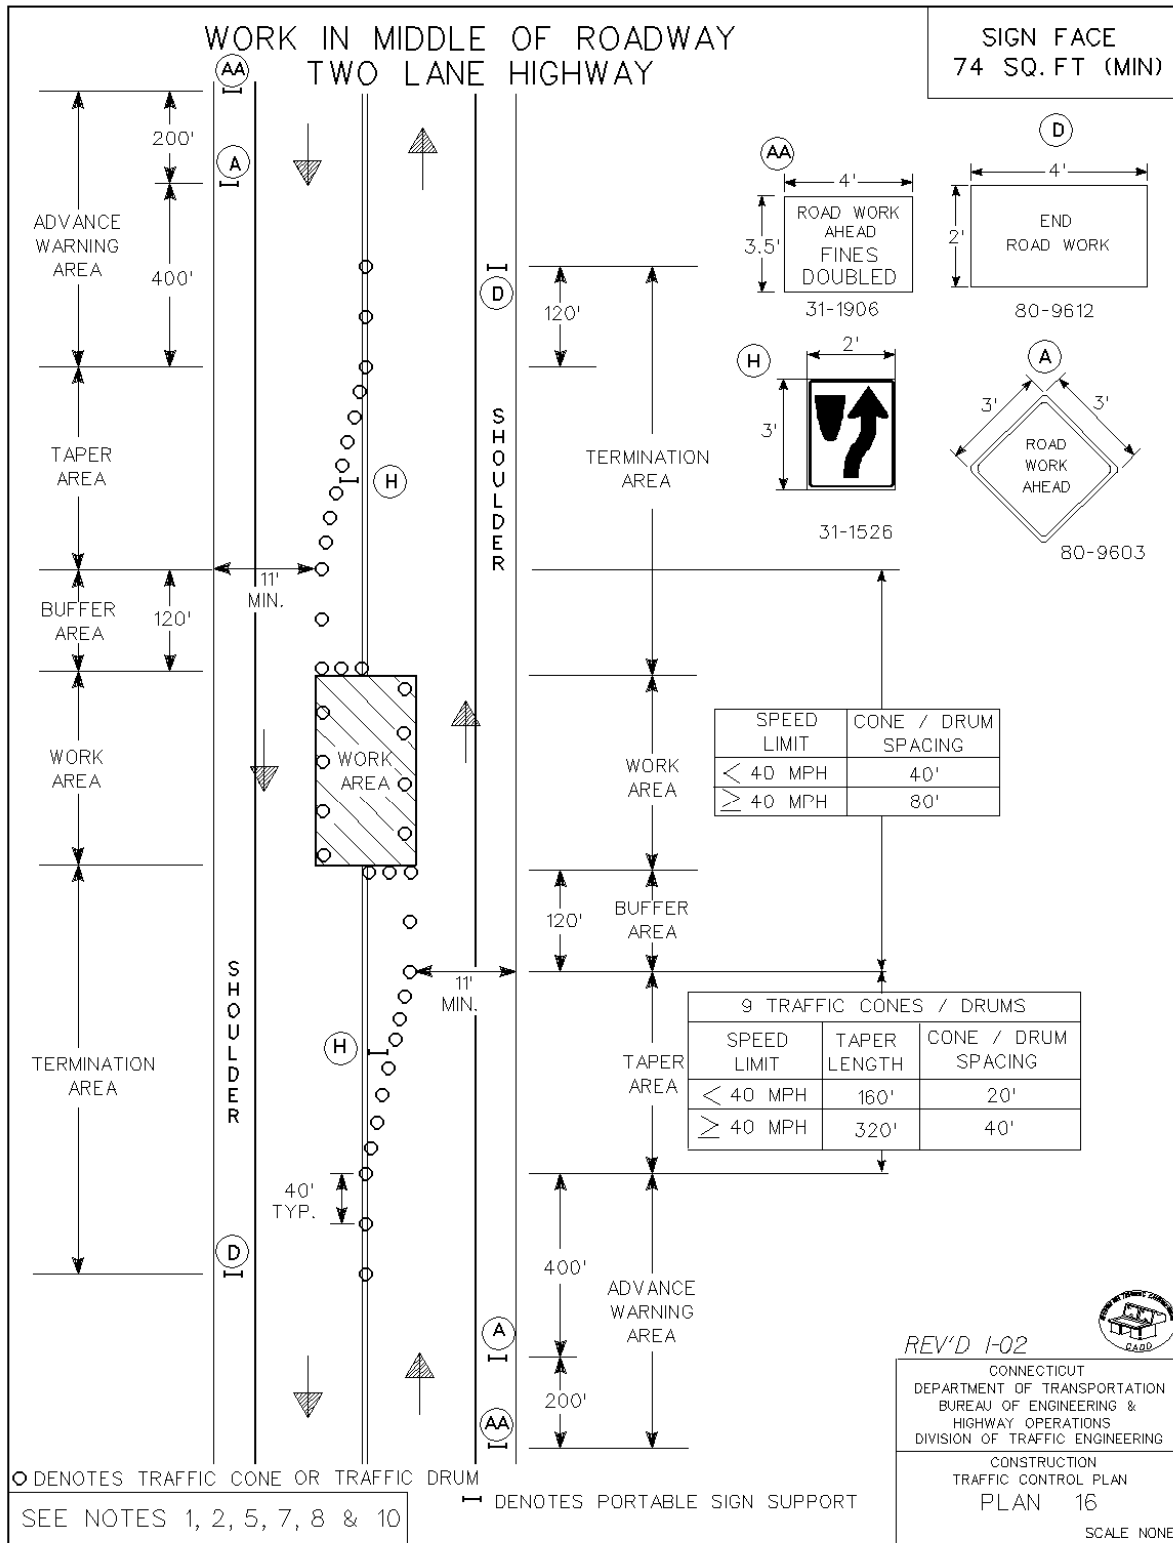 WORK IN MIDDLE OF ROADWAY
TWO LANE HIGHWAY
SIGN FACE
74 SQ.FT (MIN)
AA
200'
A
ADVANCE
WARNING
AREA
400'
TAPER
AREA
H
11'
MIN.
BUFFER
AREA
120'
WORK
AREA
WORK
AREA
TERMINATION
AREA
SHOULDER
H
40'
TYP.
D
D
120'
SHOULDER
TERMINATION
AREA
WORK
AREA
120'
BUFFER
AREA
11'
MIN.
TAPER
AREA
400'
ADVANCE
WARNING
AREA
A
200'
AA
AA
4'
3.5'
ROAD WORK
AHEAD
FINES
DOUBLED
31-1906
D
4'
2'
END
ROAD WORK
80-9612
H
2'
3'
31-1526
A
3'
3'
ROAD
WORK
AHEAD
80-9603
SPEED LIMIT CONE / DRUM SPACING
< 40 MPH 40'
≥ 40 MPH 80'
9 TRAFFIC CONES / DRUMS
SPEED LIMIT TAPER LENGTH CONE / DRUM SPACING
< 40 MPH 160' 20'
≥ 40 MPH 320' 40'
CADD
REV'D 1-02
CONNECTICUT
DEPARTMENT OF TRANSPORTATION
BUREAU OF ENGINEERING &
HIGHWAY OPERATIONS
DIVISION OF TRAFFIC ENGINEERING
CONSTRUCTION
TRAFFIC CONTROL PLAN
PLAN 16
SCALE NONE
O DENOTES TRAFFIC CONE OR TRAFFIC DRUM
DENOTES PORTABLE SIGN SUPPORT
SEE NOTES 1, 2, 5, 7, 8 & 10